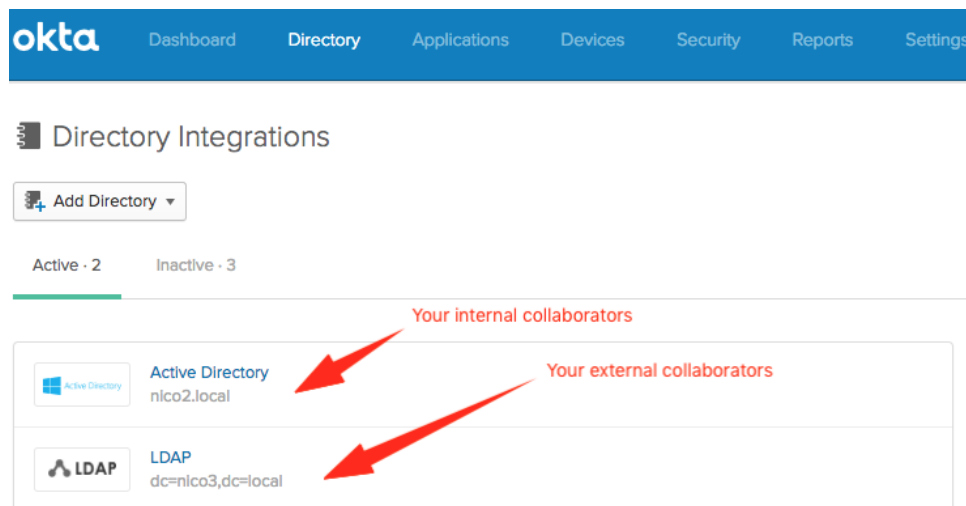 okta Dashboard Directory Applications Devices Security Reports Settings
Directory Integrations
Add Directory
Active · 2 Inactive · 3
Your internal collaborators
Your external collaborators
Active Directory
Active Directory
nico2.local
LDAP
LDAP
dc=nico3,dc=local